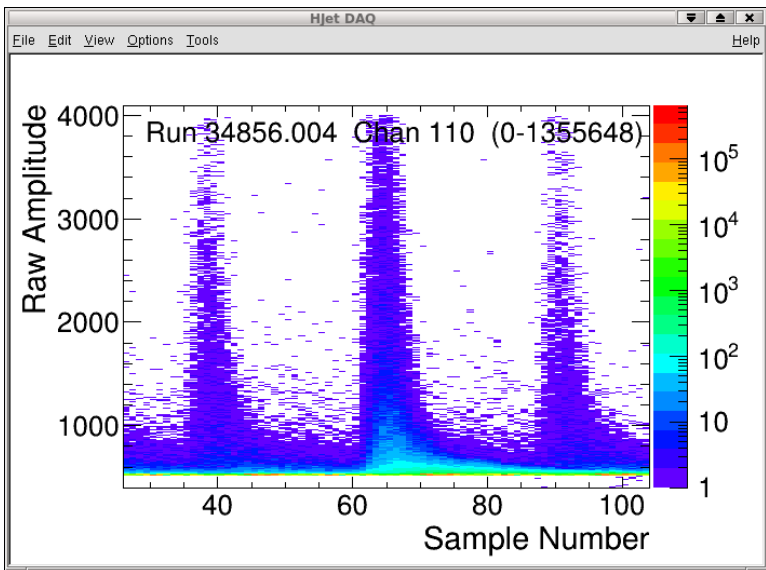 HJet DAQ
File Edit View Options Tools Help
Run 34856.004 Chan 110 (0-1355648)
Raw Amplitude
4000
3000
2000
1000
40 60 80 100
Sample Number
10^5
10^4
10^3
10^2
10
1